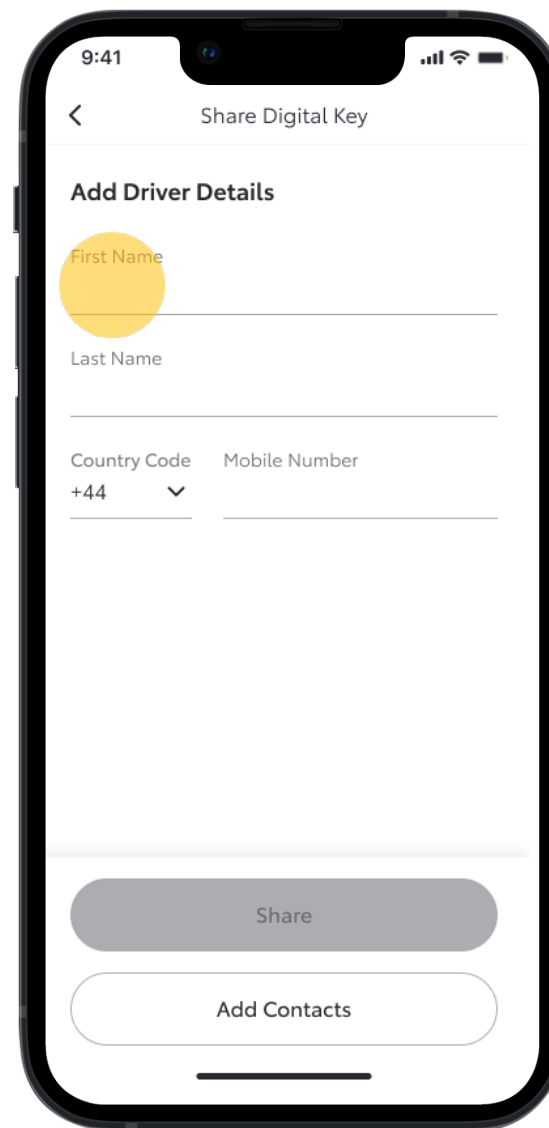 9:41
Share Digital Key
Add Driver Details
First Name
Last Name
Country Code Mobile Number
+44
Share
Add Contacts